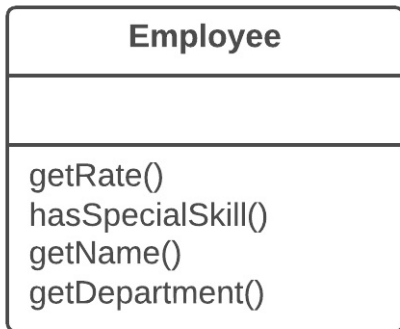 Employee
getRate()
hasSpecialSkill()
getName()
getDepartment()